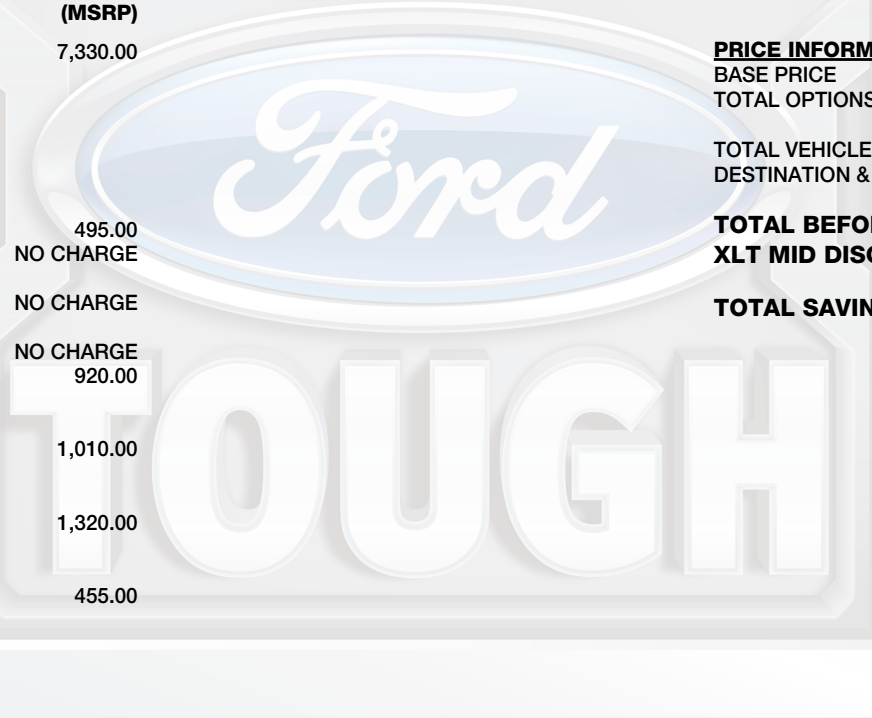 (MSRP)
7,330.00
495.00
NO CHARGE
NO CHARGE
NO CHARGE
920.00
1,010.00
1,320.00
455.00
PRICE INFORM
BASE PRICE
TOTAL OPTIONS
TOTAL VEHICLE
DESTINATION &
TOTAL BEFO
XLT MID DISC
TOTAL SAVIN
Ford
TOUGH